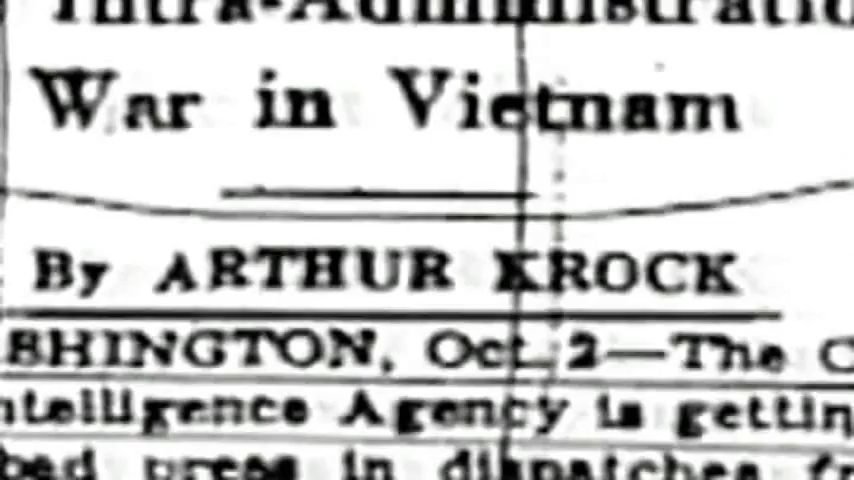 Intra-Administratio
War in Vietnam
By ARTHUR KROCK
SHINGTON, Oct. 2—The C
ntelligence Agency is gettin
bad press in dispatches fr